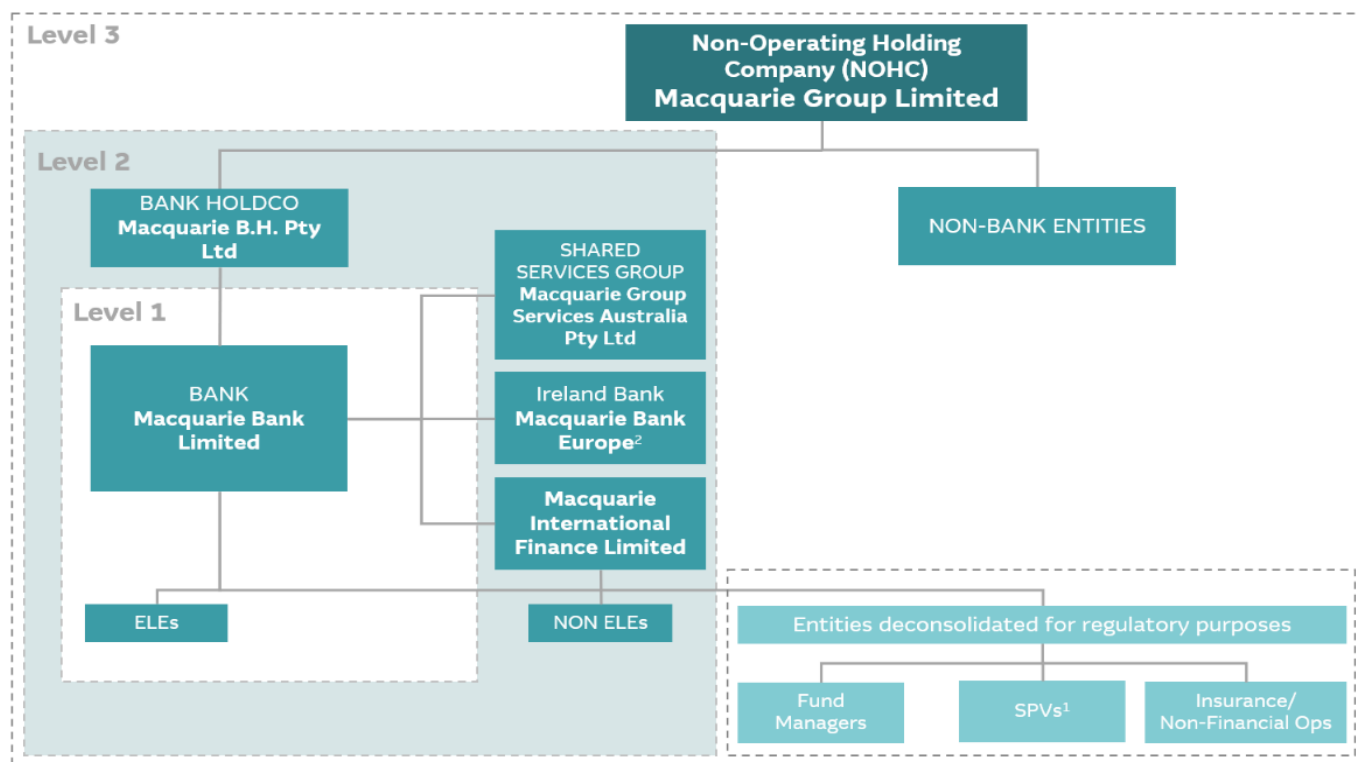 Level 3
Non-Operating Holding
Company (NOHC)
Macquarie Group Limited
Level 2
BANK HOLDCO
Macquarie B.H. Pty
Ltd
NON-BANK ENTITIES
SHARED
SERVICES GROUP
Macquarie Group
Services Australia
Pty Ltd
Level 1
BANK
Macquarie Bank
Limited
Ireland Bank
Macquarie Bank
Europe²
Macquarie
International
Finance Limited
ELEs
NON ELEs
Entities deconsolidated for regulatory purposes
Fund
Managers
SPVs¹
Insurance/
Non-Financial Ops